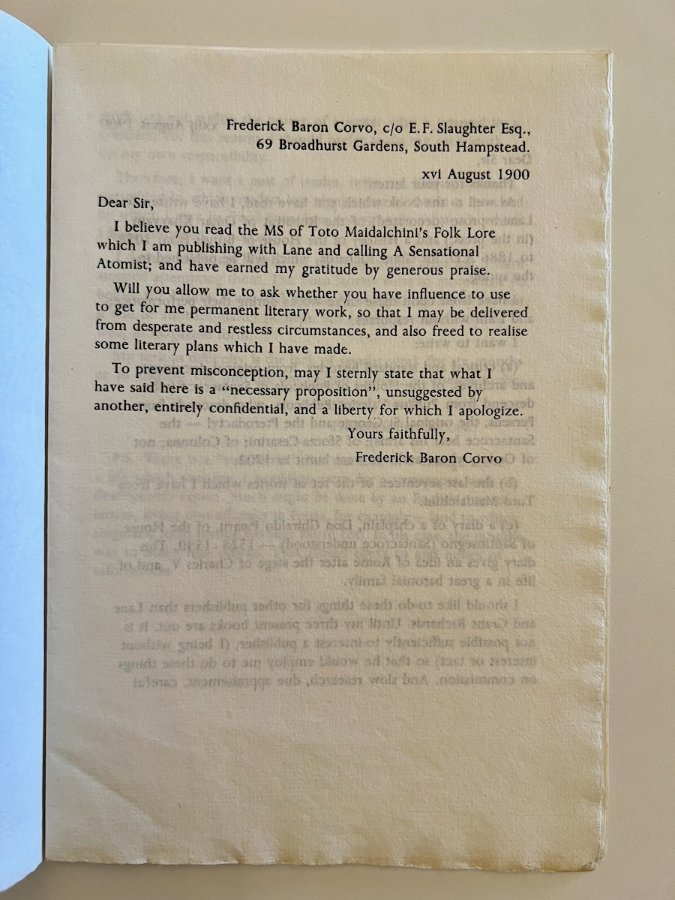 Frederick Baron Corvo, c/o E. F. Slaughter Esq.,
69 Broadhurst Gardens, South Hampstead.
xvi August 1900
Dear Sir,
I believe you read the MS of Toto Maidalchini's Folk Lore
which I am publishing with Lane and calling A Sensational
Atomist; and have earned my gratitude by generous praise.
Will you allow me to ask whether you have influence to use
to get for me permanent literary work, so that I may be delivered
from desperate and restless circumstances, and also freed to realise
some literary plans which I have made.
To prevent misconception, may I sternly state that what I
have said here is a "necessary proposition", unsuggested by
another, entirely confidential, and a liberty for which I apologize.
Yours faithfully,
Frederick Baron Corvo